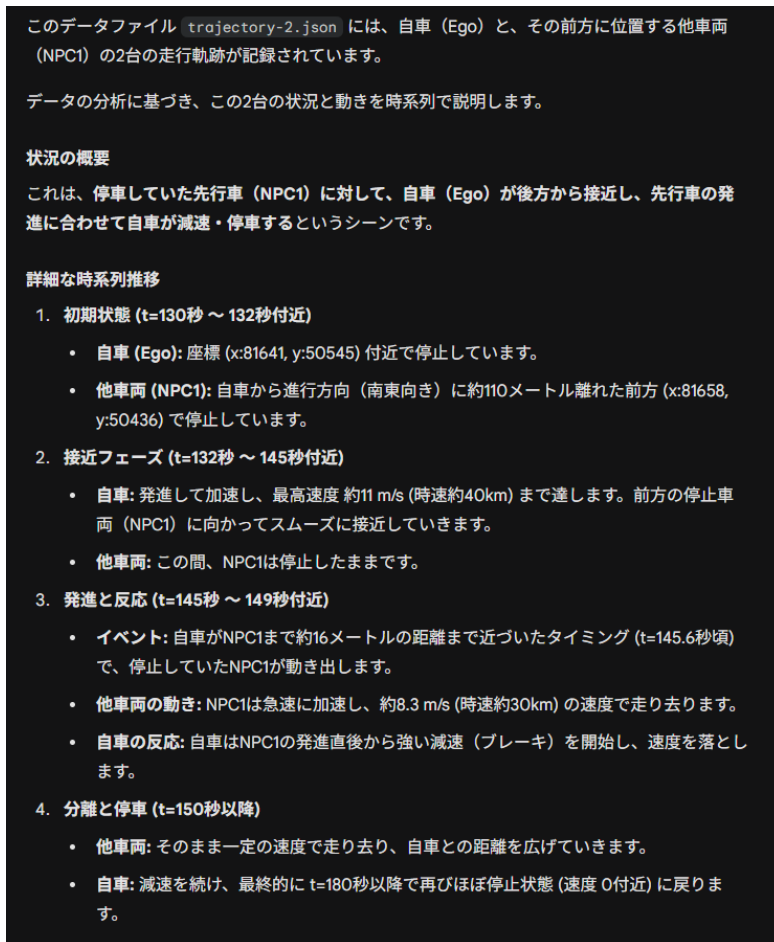 このデータファイル trajectory-2.json には、自車（Ego）と、その前方に位置する他車両
（NPC1）の2台の走行軌跡が記録されています。
データの分析に基づき、この2台の状況と動きを時系列で説明します。
状況の概要
これは、停車していた先行車（NPC1）に対して、自車（Ego）が後方から接近し、先行車の発
進に合わせて自車が減速・停車するというシーンです。
詳細な時系列推移
1. 初期状態 (t=130秒 〜 132秒付近)
• 自車 (Ego): 座標 (x:81641, y:50545) 付近で停止しています。
• 他車両 (NPC1): 自車から進行方向（南東向き）に約110メートル離れた前方 (x:81658,
y:50436) で停止しています。
2. 接近フェーズ (t=132秒 〜 145秒付近)
• 自車: 発進して加速し、最高速度 約11 m/s (時速約40km) まで達します。前方の停止車
両（NPC1）に向かってスムーズに接近していきます。
• 他車両: この間、NPC1は停止したままです。
3. 発進と反応 (t=145秒 〜 149秒付近)
• イベント: 自車がNPC1まで約16メートルの距離まで近づいたタイミング (t=145.6秒頃)
で、停止していたNPC1が動き出します。
• 他車両の動き: NPC1は急速に加速し、約8.3 m/s (時速約30km) の速度で走り去ります。
• 自車の反応: 自車はNPC1の発進直後から強い減速（ブレーキ）を開始し、速度を落とし
ます。
4. 分離と停車 (t=150秒以降)
• 他車両: そのまま一定の速度で走り去り、自車との距離を広げていきます。
• 自車: 減速を続け、最終的に t=180秒以降で再びほぼ停止状態 (速度 0付近) に戻りま
す。